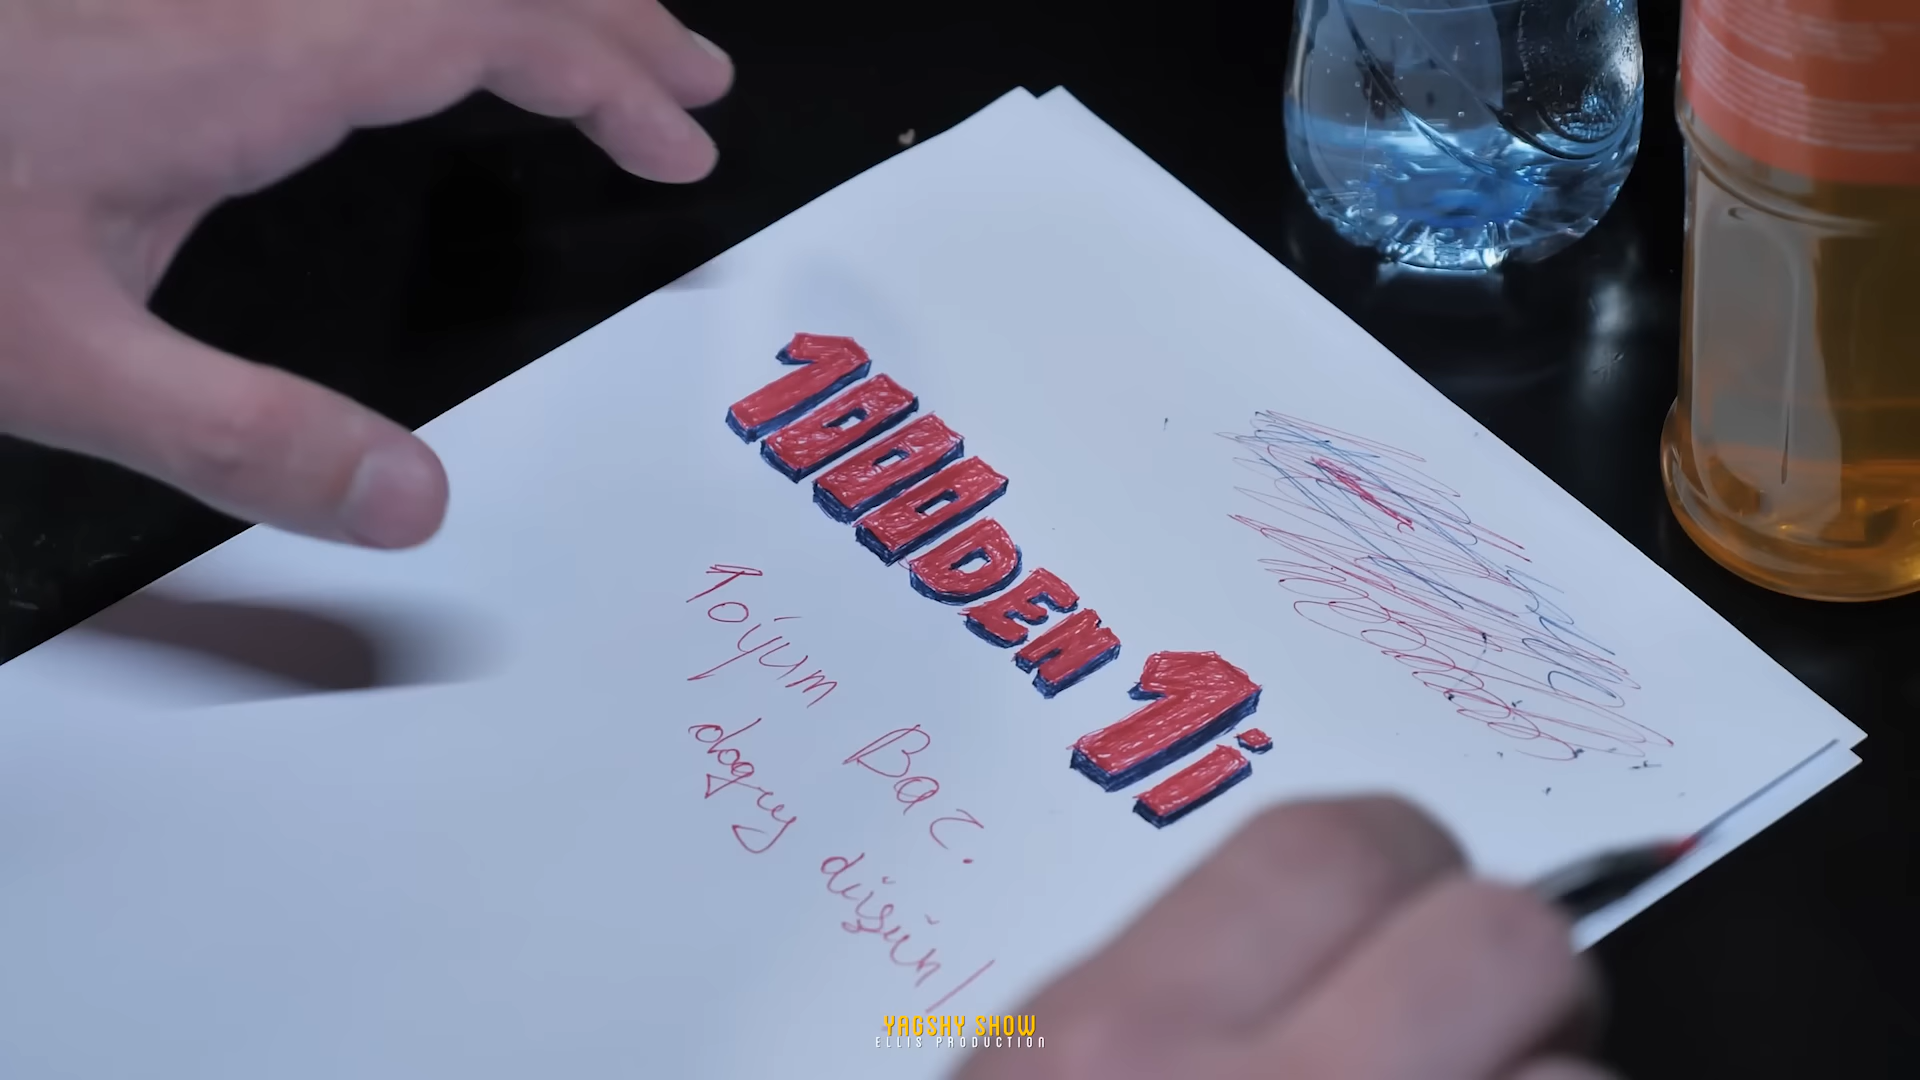 1000DEN 1i
Toýum Baz.
dogry düşün!
YAGSHY SHOW
ELLIS PRODUCTION